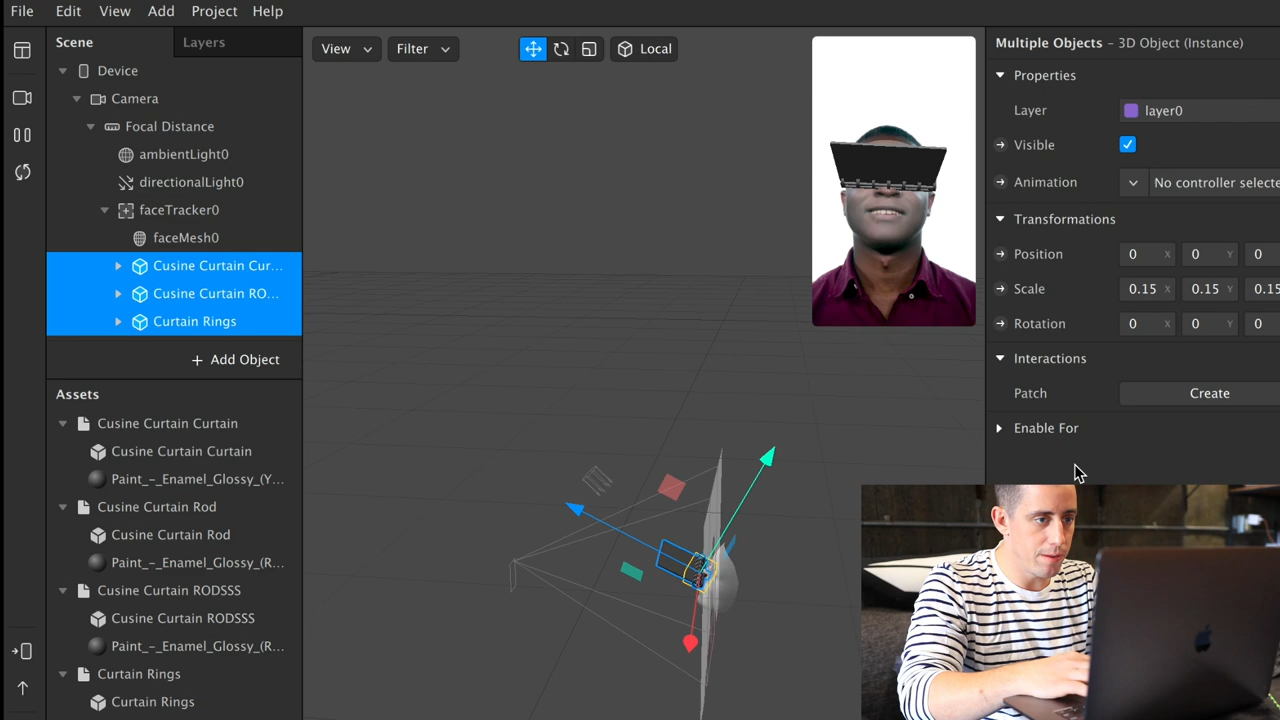 File Edit View Add Project Help
Scene Layers
View Filter Local
Multiple Objects – 3D Object (Instance)
Device
Camera
Focal Distance
ambientLight0
directionalLight0
faceTracker0
faceMesh0
Cusine Curtain Cur...
Cusine Curtain RO...
Curtain Rings
+ Add Object
Assets
Cusine Curtain Curtain
Cusine Curtain Curtain
Paint_-_Enamel_Glossy_(Y...
Cusine Curtain Rod
Cusine Curtain Rod
Paint_-_Enamel_Glossy_(R...
Cusine Curtain RODSSS
Cusine Curtain RODSSS
Paint_-_Enamel_Glossy_(R...
Curtain Rings
Curtain Rings
Properties
Layer layer0
Visible
Animation No controller selecte
Transformations
Position 0 X 0 Y 0
Scale 0.15 X 0.15 Y 0.15
Rotation 0 X 0 Y 0
Interactions
Patch Create
Enable For